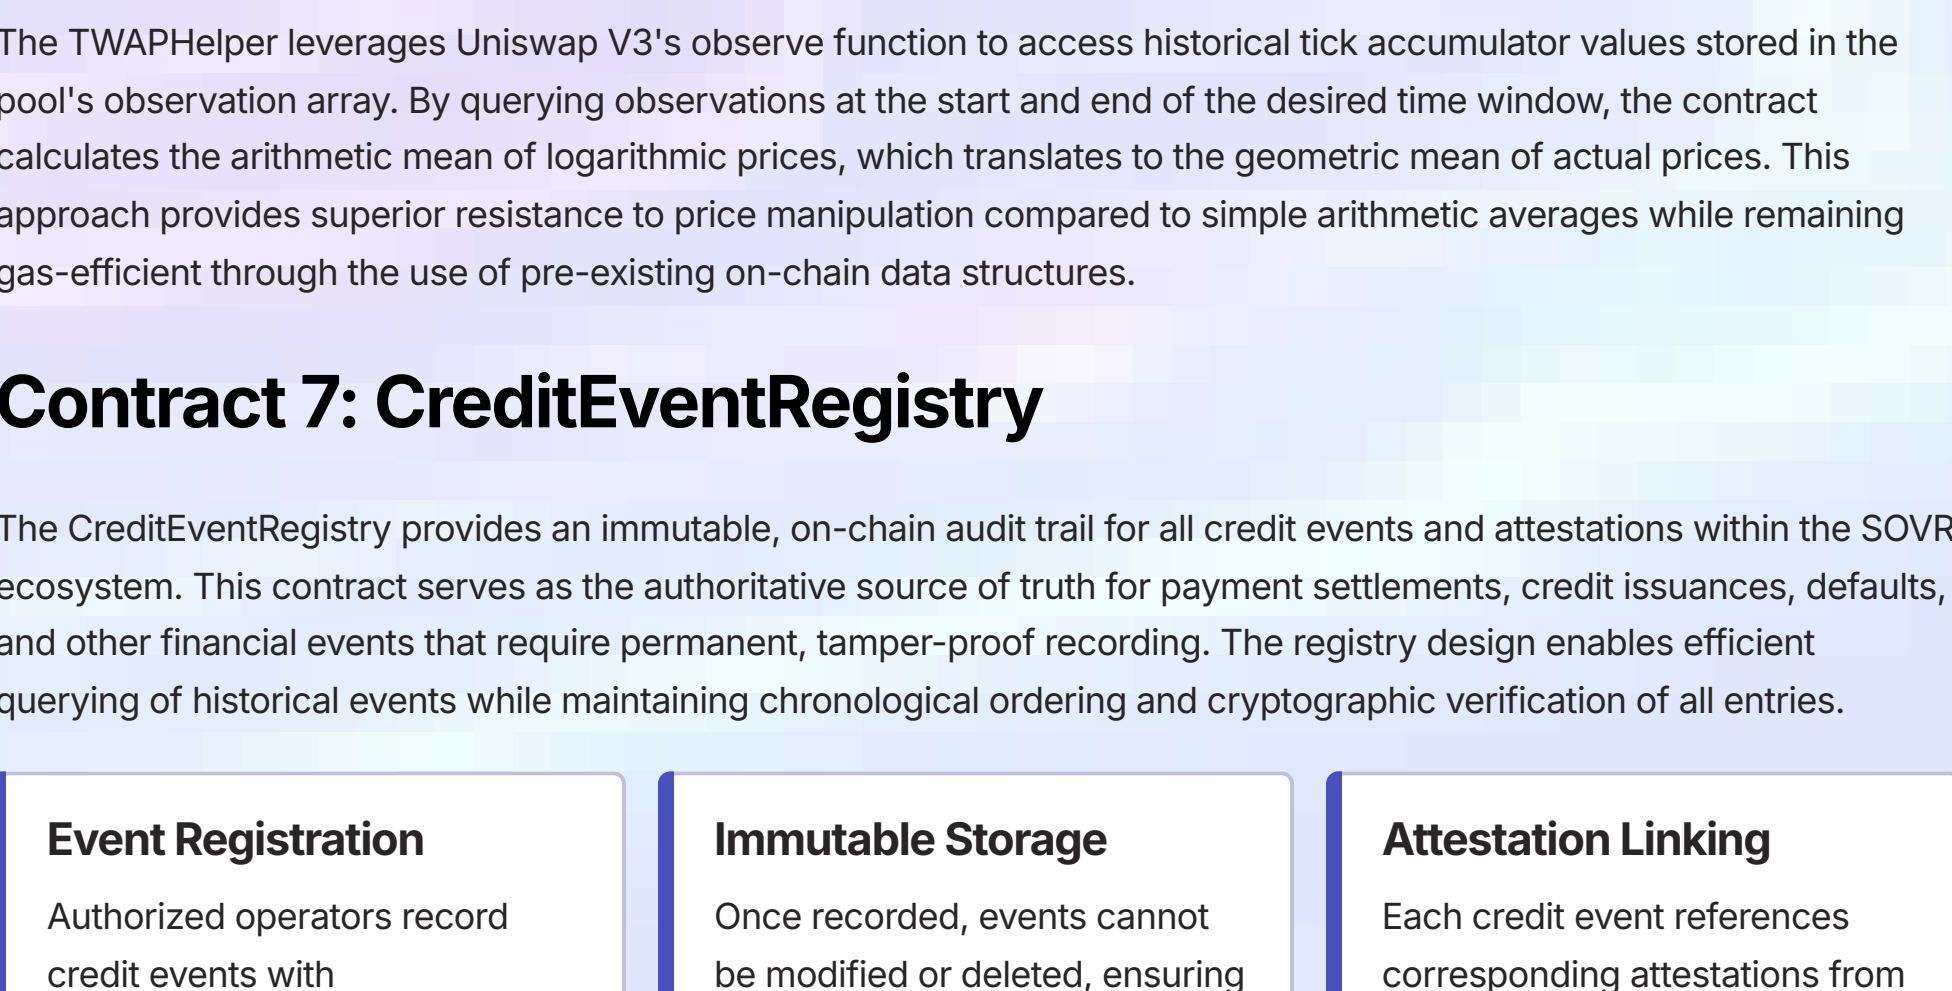 The TWAPHelper leverages Uniswap V3's observe function to access historical tick accumulator values stored in the
pool's observation array. By querying observations at the start and end of the desired time window, the contract
calculates the arithmetic mean of logarithmic prices, which translates to the geometric mean of actual prices. This
approach provides superior resistance to price manipulation compared to simple arithmetic averages while remaining
gas-efficient through the use of pre-existing on-chain data structures.
Contract 7: CreditEventRegistry
The CreditEventRegistry provides an immutable, on-chain audit trail for all credit events and attestations within the SOVR
ecosystem. This contract serves as the authoritative source of truth for payment settlements, credit issuances, defaults,
and other financial events that require permanent, tamper-proof recording. The registry design enables efficient
querying of historical events while maintaining chronological ordering and cryptographic verification of all entries.
Event Registration
Authorized operators record
credit events with
Immutable Storage
Once recorded, events cannot
be modified or deleted, ensuring
Attestation Linking
Each credit event references
corresponding attestations from